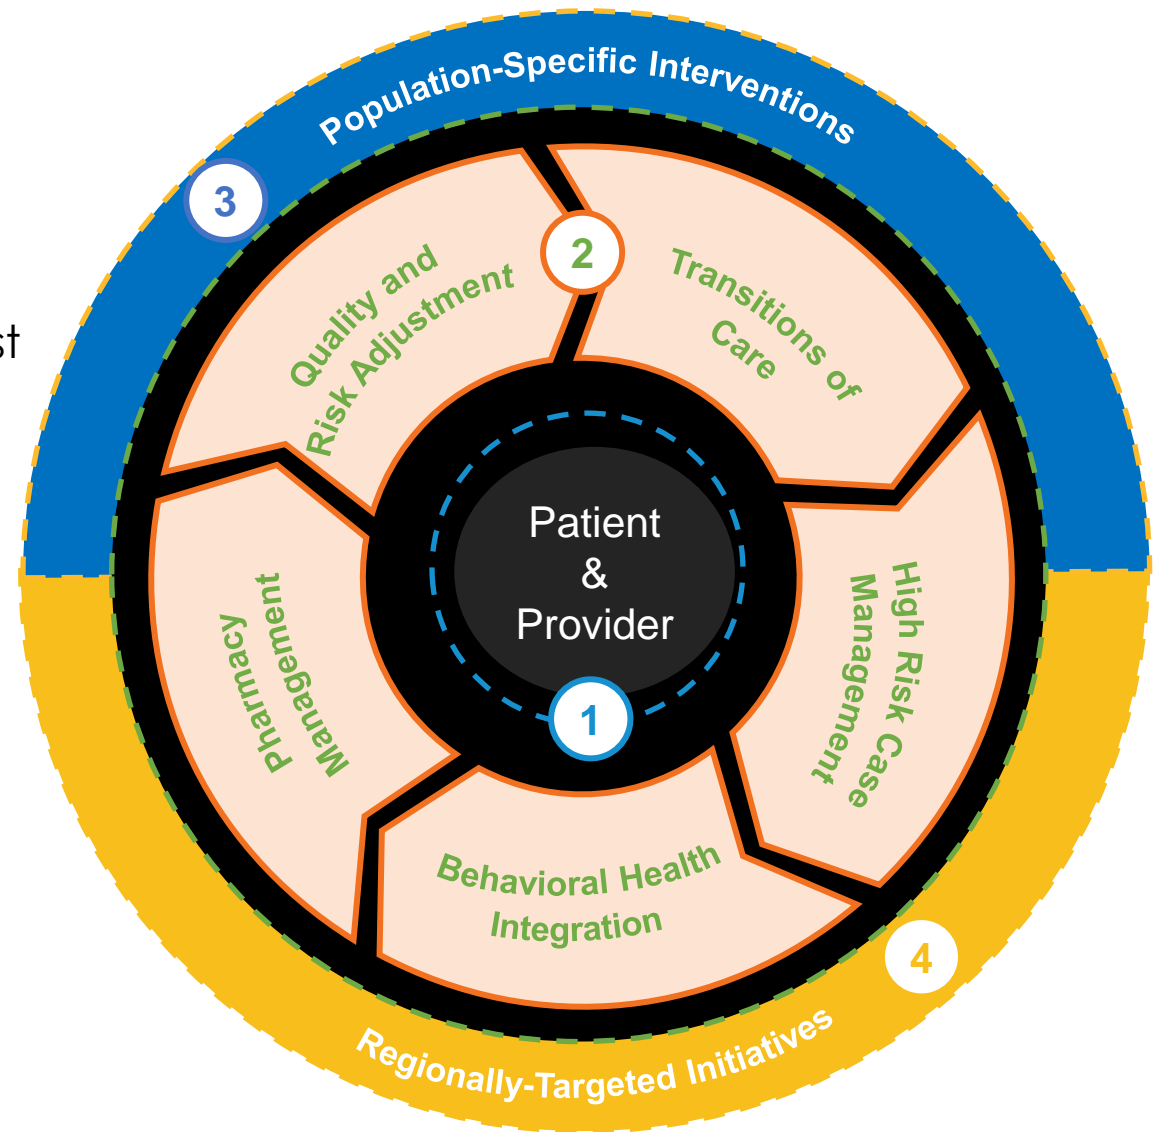 Population-Specific Interventions
3
2
Quality and
Risk Adjustment
Transitions of
Care
st
Patient
&
Provider
1
High Risk Case
Management
Pharmacy
Management
Behavioral Health
Integration
4
Regionally-Targeted Initiatives